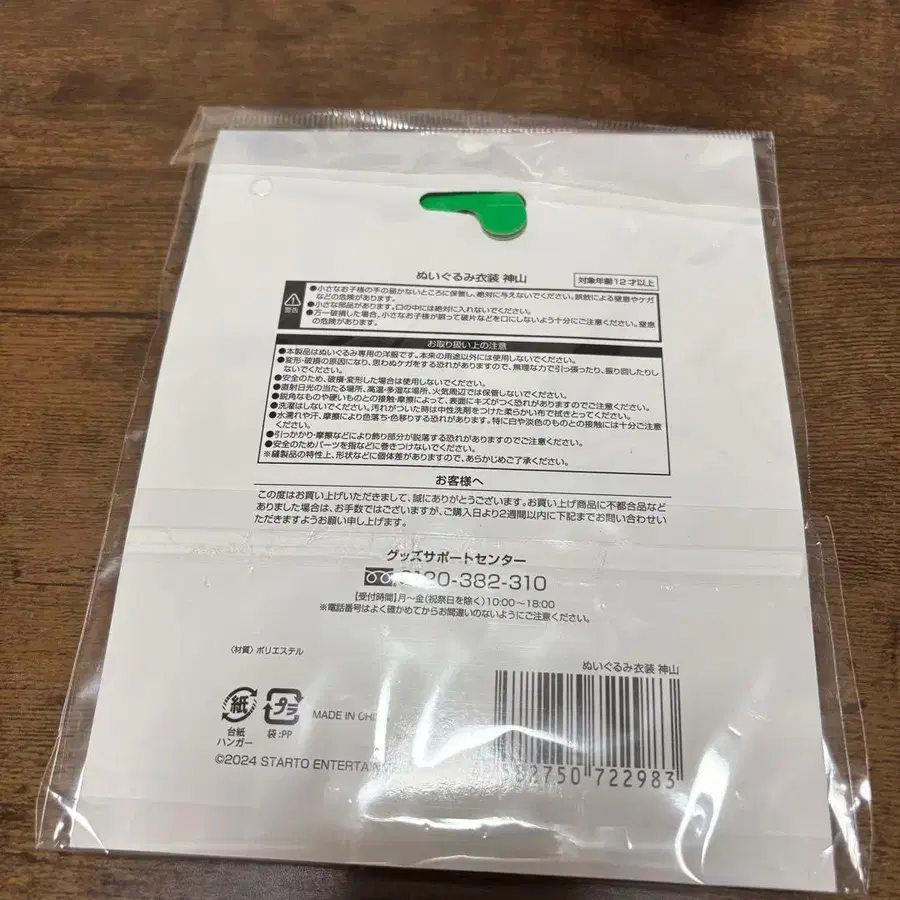 ぬいぐるみ衣装 神山
対象年齢12才以上
警告
●小さなお子様の手の届かないところに保管し、絶対に与えないでください。誤飲による窒息やケガ
などの危険があります。
●小さな部品があります。口の中には絶対に入れないでください。
●万一破損した場合、小さなお子様が誤って破片などを口にしないよう十分にご注意ください。窒息
の危険があります。
お取り扱い上の注意
●本製品はぬいぐるみ専用の洋服です。本来の用途以外には使用しないでください。
●変形・破損の原因になり、思わぬケガをする恐れがありますので、無理な力で引っ張ったり、振り回したりし
ないでください。
●安全のため、破損・変形した場合は使用しないでください。
●直射日光の当たる場所、高温・多湿な場所、火気周辺では保管しないでください。
●鋭角なものや硬いものとの接触・摩擦によって、表面にキズがつく恐れがありますのでご注意ください。
●洗濯はしないでください。汚れがついた時は中性洗剤をつけた柔らかい布で拭きとってください。
●水濡れや汗、摩擦により色落ち・色移りする恐れがあります。特に白や淡色のものとの接触には十分ご注意
ください。
●引っかかり・摩擦などにより飾り部分が脱落する恐れがありますのでご注意ください。
●安全のためパーツを指などに巻きつけないでください。
※縫製品の特性上、形状などに個体差がありますので、あらかじめご了承ください。
お客様へ
この度はお買い上げいただきまして、誠にありがとうございます。お買い上げ商品に不都合品など
ありました場合は、お手数ではございますが、ご購入日より2週間以内に下記までお問い合わせい
ただきますようお願い申し上げます。
グッズサポートセンター
0120-382-310
【受付時間】月～金(祝祭日を除く)10:00～18:00
※電話番号はよく確かめてからお間違いのないようにご注意ください。
〈材質〉ポリエステル
ぬいぐるみ衣装 神山
紙
プラ
台紙
ハンガー
袋:PP
MADE IN
©2024 STARTO
82750 722983